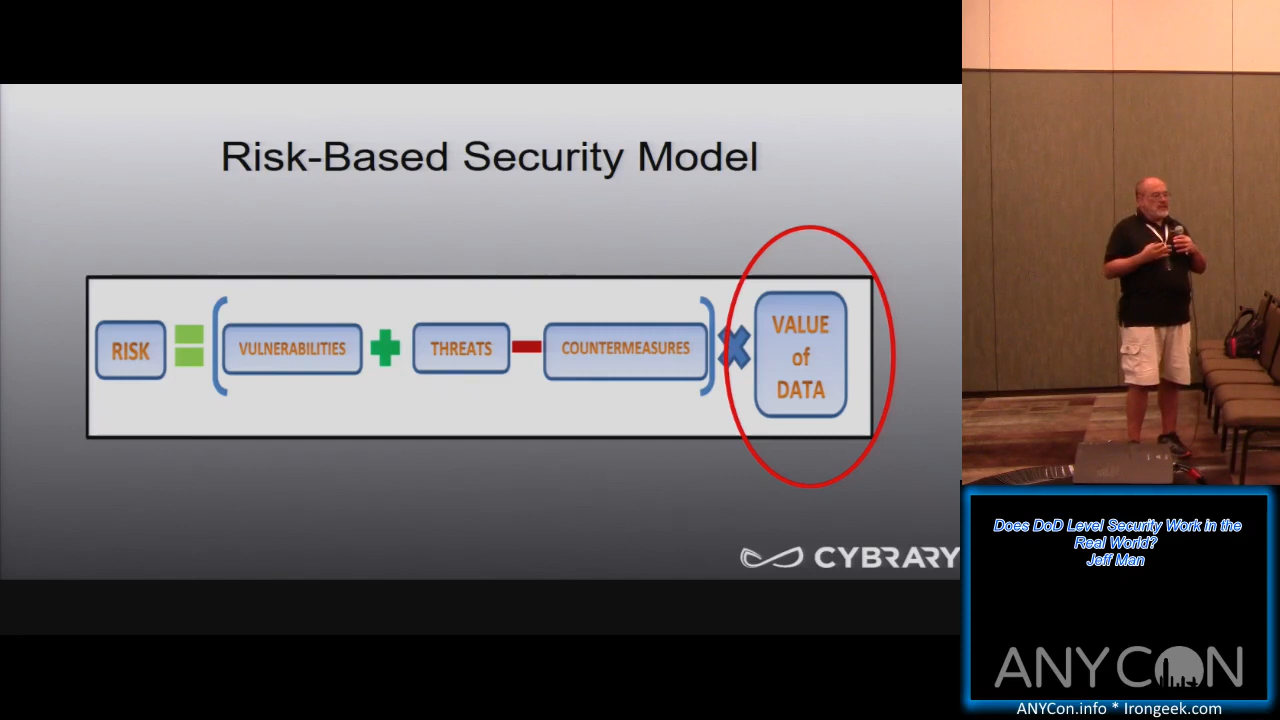 Risk-Based Security Model
RISK = ( VULNERABILITIES + THREATS - COUNTERMEASURES ) X VALUE
of
DATA
CYBRARY
Does DoD Level Security Work in the
Real World?
Jeff Man
ANYCON
ANYCon.info * Irongeek.com